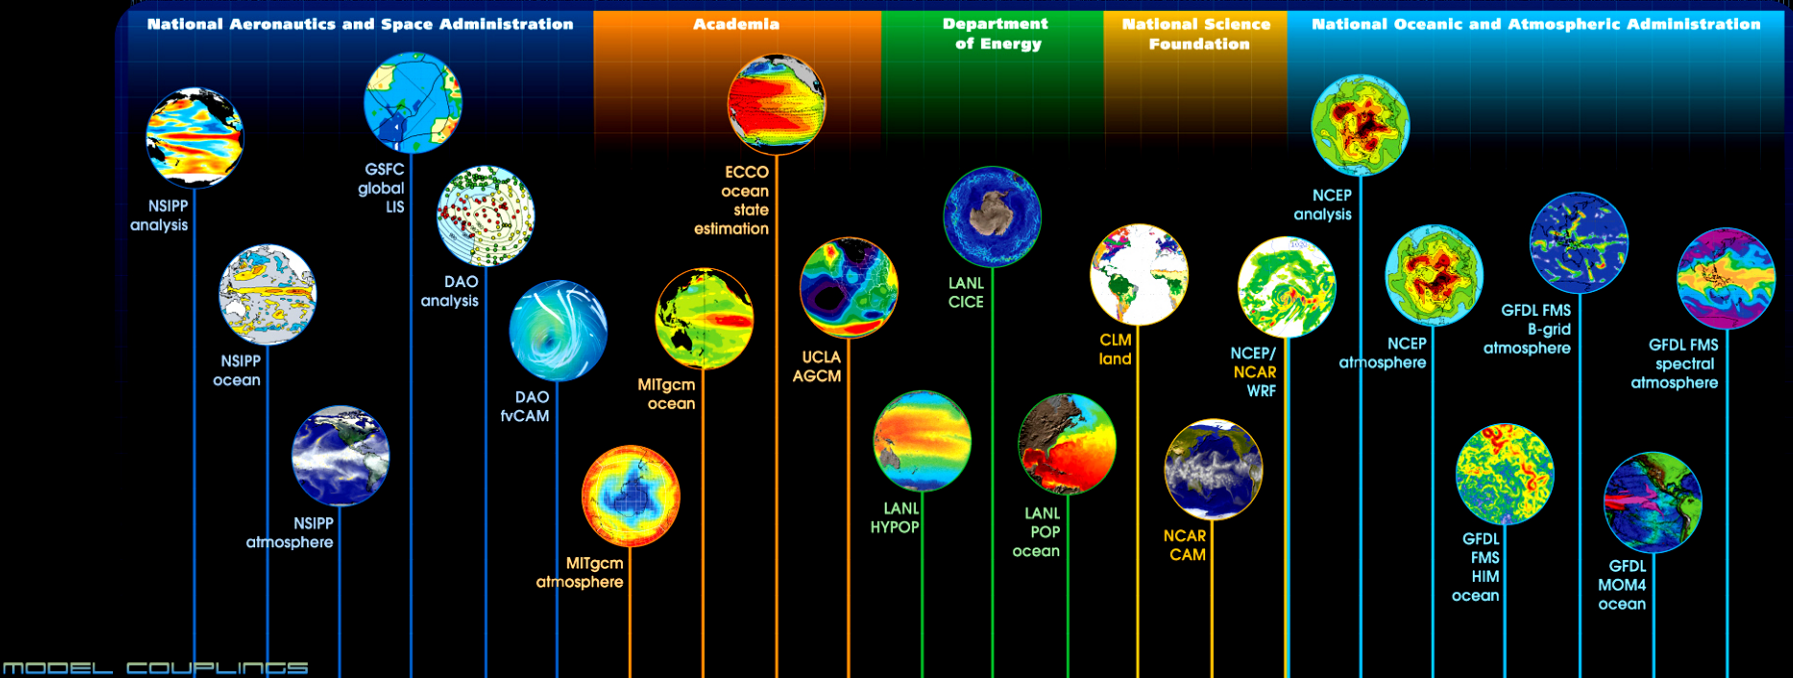 National Aeronautics and Space Administration
Academia
Department
of Energy
National Science
Foundation
National Oceanic and Atmospheric Administration
NSIPP
analysis
NSIPP
ocean
NSIPP
atmosphere
GSFC
global
LIS
DAO
analysis
DAO
fvCAM
MITgcm
atmosphere
MITgcm
ocean
ECCO
ocean
state
estimation
UCLA
AGCM
LANL
HYPOP
LANL
CICE
LANL
POP
ocean
CLM
land
NCAR
CAM
NCEP/
NCAR
WRF
NCEP
analysis
NCEP
atmosphere
GFDL
FMS
HIM
ocean
GFDL FMS
B-grid
atmosphere
GFDL
MOM4
ocean
GFDL FMS
spectral
atmosphere
MODEL COUPLINGS